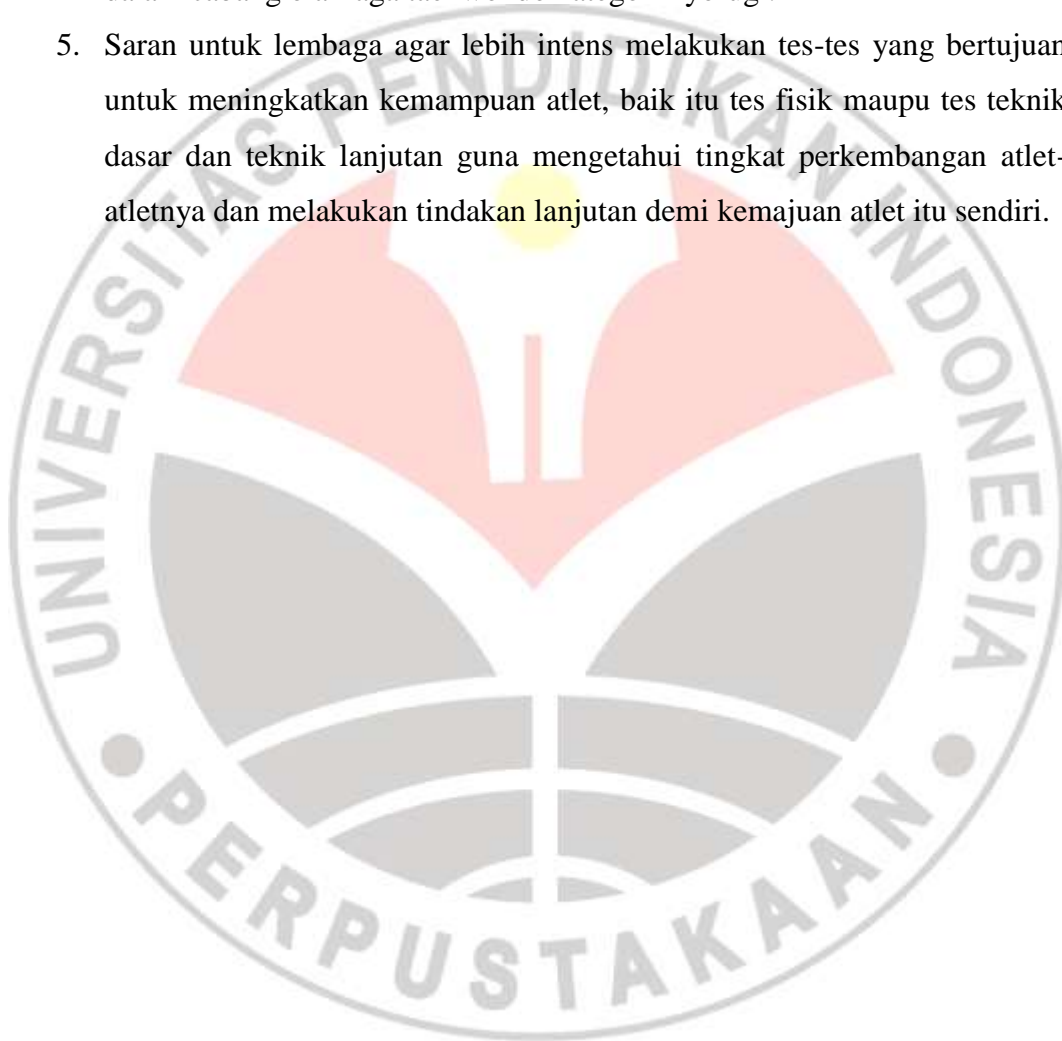 5. Saran untuk lembaga agar lebih intens melakukan tes-tes yang bertujuan
untuk meningkatkan kemampuan atlet, baik itu tes fisik maupu tes teknik
dasar dan teknik lanjutan guna mengetahui tingkat perkembangan atlet-
atletnya dan melakukan tindakan lanjutan demi kemajuan atlet itu sendiri.
UNIVERSITAS PENDIDIKAN INDONESIA
PERPUSTAKAAN